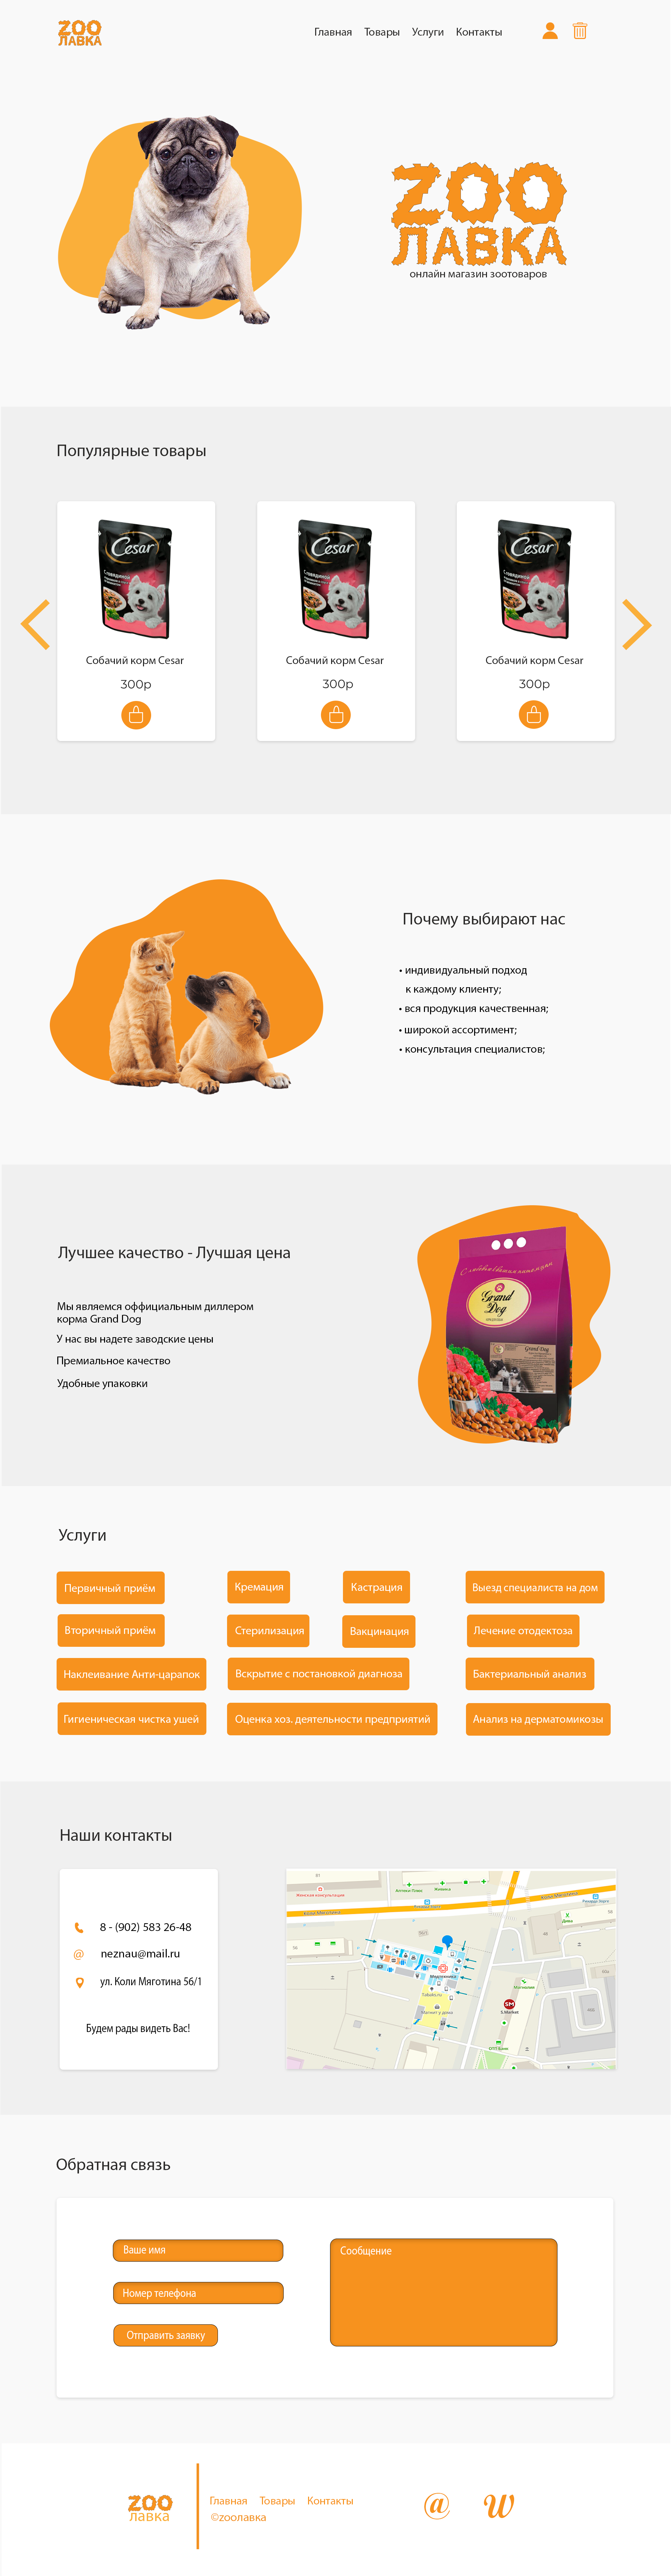 ZOO
ЛАВКА
Главная Товары Услуги Контакты
ZOO
ЛАВКА
онлайн магазин зоотоваров
Популярные товары
Cesar
Cesar
Cesar
Собачий корм Cesar
Собачий корм Cesar
Собачий корм Cesar
300р
300р
300р
Почему выбирают нас
• индивидуальный подход
к каждому клиенту;
• вся продукция качественная;
• широкой ассортимент;
• консультация специалистов;
Лучшее качество - Лучшая цена
Мы являемся оффициальным диллером
корма Grand Dog
У нас вы надете заводские цены
Премиальное качество
Удобные упаковки
Grand
Dog
Grand Dog
Услуги
Первичный приём
Кремация
Кастрация
Выезд специалиста на дом
Вторичный приём
Стерилизация
Вакцинация
Лечение отодектоза
Наклеивание Анти-царапок
Вскрытие с постановкой диагноза
Бактериальный анализ
Гигиеническая чистка ушей
Оценка хоз. деятельности предприятий
Анализ на дерматомикозы
Наши контакты
8 - (902) 583 26-48
@ neznau@mail.ru
ул. Коли Мяготина 56/1
Будем рады видеть Вас!
Женская консультация
S.Market
Обратная связь
Ваше имя
Номер телефона
Отправить заявку
Сообщение
ZOO
лавка
Главная Товары Контакты
©zooлавка
@ W